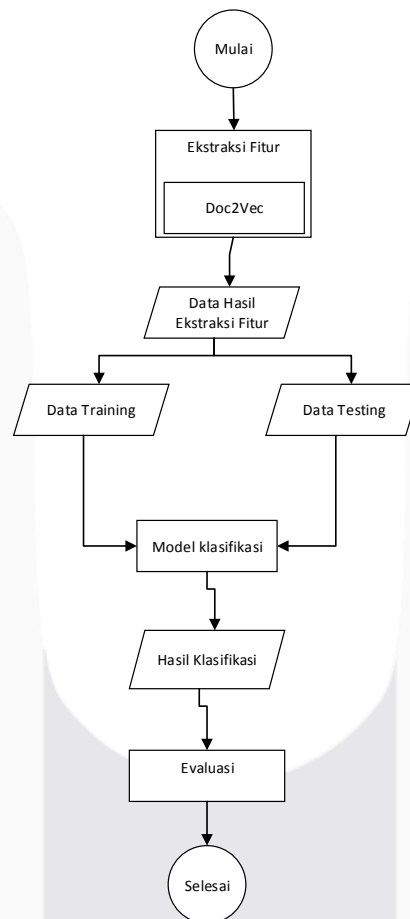 Mulai
Ekstraksi Fitur
Doc2Vec
Data Hasil
Ekstraksi Fitur
Data Training
Data Testing
Model klasifikasi
Hasil Klasifikasi
Evaluasi
Selesai